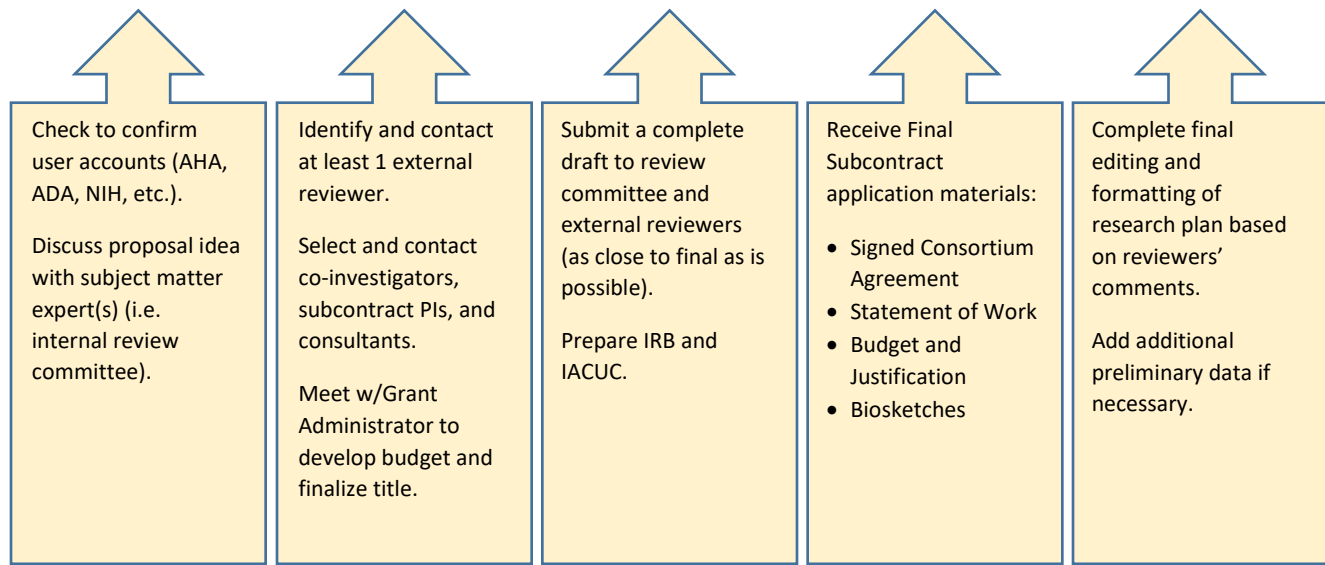 Check to confirm
user accounts (AHA,
ADA, NIH, etc.).
Discuss proposal idea
with subject matter
expert(s) (i.e.
internal review
committee).
Identify and contact
at least 1 external
reviewer.
Select and contact
co-investigators,
subcontract PIs, and
consultants.
Meet w/Grant
Administrator to
develop budget and
finalize title.
Submit a complete
draft to review
committee and
external reviewers
(as close to final as is
possible).
Prepare IRB and
IACUC.
Receive Final
Subcontract
application materials:
• Signed Consortium
Agreement
• Statement of Work
• Budget and
Justification
• Biosketches
Complete final
editing and
formatting of
research plan based
on reviewers’
comments.
Add additional
preliminary data if
necessary.